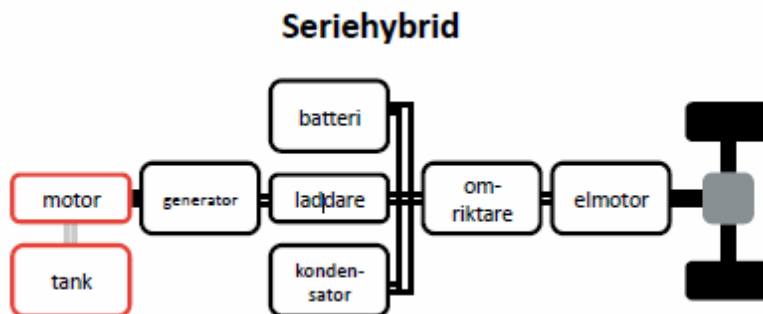 Seriehybrid
batteri
motor
generator
laddare
om-
riktare
elmotor
tank
konden-
sator